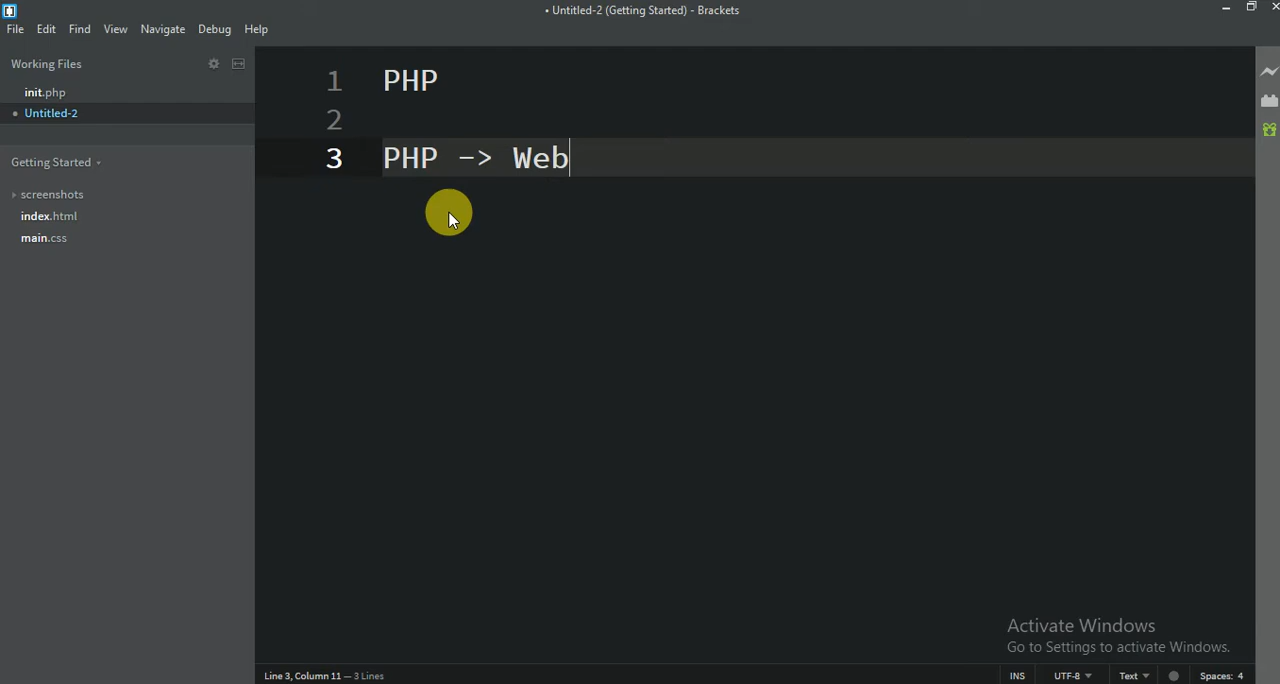 • Untitled-2 (Getting Started) - Brackets
File Edit Find View Navigate Debug Help
Working Files
init.php
• Untitled-2
Getting Started
screenshots
index.html
main.css
1 PHP
2
3 PHP -> Web
Activate Windows
Go to Settings to activate Windows.
Line 3, Column 11 — 3 Lines
INS UTF-8 Text Spaces: 4